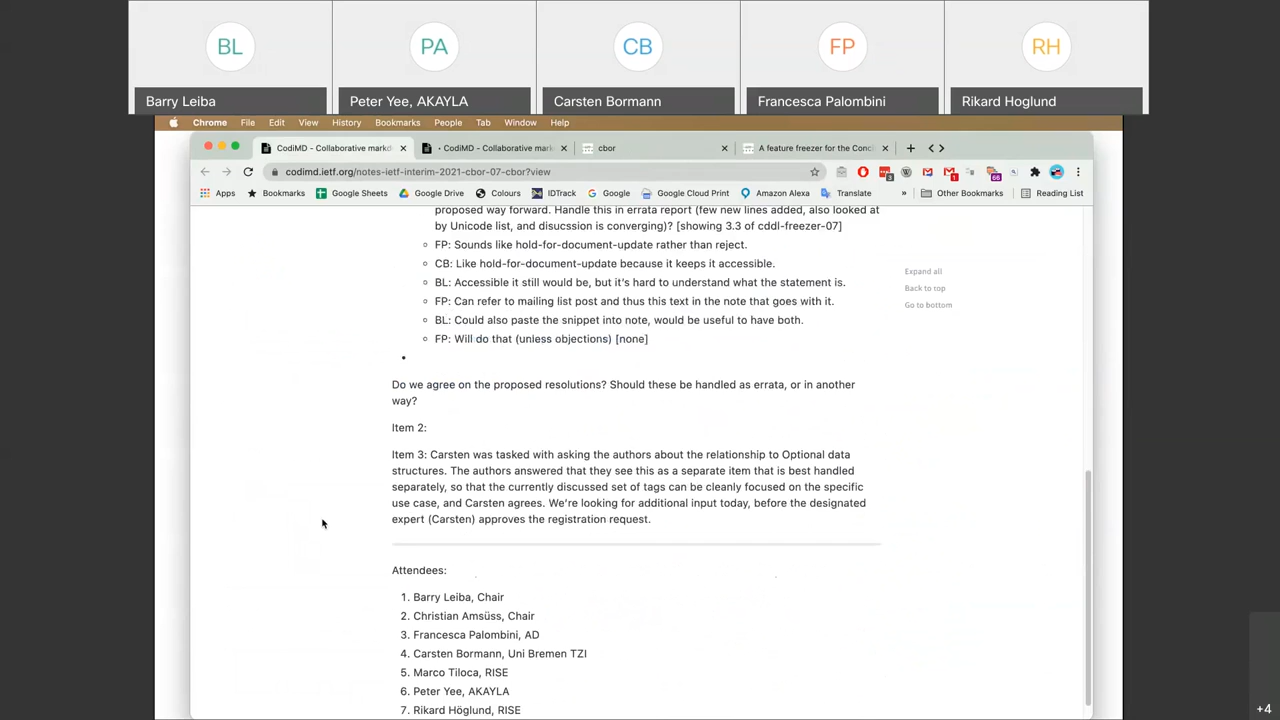 BL
PA
CB
FP
RH
Barry Leiba
Peter Yee, AKAYLA
Carsten Bormann
Francesca Palombini
Rikard Hoglund
Chrome File Edit View History Bookmarks People Tab Window Help
CodiMD - Collaborative markd
· CodiMD - Collaborative mark
cbor
A feature freezer for the Conci
codimd.ietf.org/notes-ietf-interim-2021-cbor-07-cbor?view
Apps Bookmarks Google Sheets Google Drive Colours IDTrack Google Google Cloud Print Amazon Alexa Translate » Other Bookmarks Reading List
proposed way forward. Handle this in errata report (few new lines added, also looked at
by Unicode list, and disucssion is converging)? [showing 3.3 of cddl-freezer-07]
FP: Sounds like hold-for-document-update rather than reject.
CB: Like hold-for-document-update because it keeps it accessible.
BL: Accessible it still would be, but it's hard to understand what the statement is.
FP: Can refer to mailing list post and thus this text in the note that goes with it.
BL: Could also paste the snippet into note, would be useful to have both.
FP: Will do that (unless objections) [none]
Expand all
Back to top
Go to bottom
Do we agree on the proposed resolutions? Should these be handled as errata, or in another
way?
Item 2:
Item 3: Carsten was tasked with asking the authors about the relationship to Optional data
structures. The authors answered that they see this as a separate item that is best handled
separately, so that the currently discussed set of tags can be cleanly focused on the specific
use case, and Carsten agrees. We're looking for additional input today, before the designated
expert (Carsten) approves the registration request.
Attendees:
1. Barry Leiba, Chair
2. Christian Amsüss, Chair
3. Francesca Palombini, AD
4. Carsten Bormann, Uni Bremen TZI
5. Marco Tiloca, RISE
6. Peter Yee, AKAYLA
7. Rikard Höglund, RISE
+4